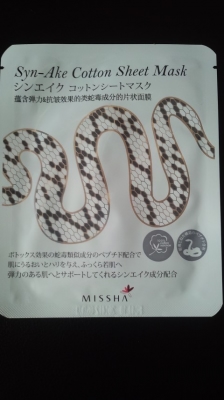 Syn-Ake Cotton Sheet Mask
シンエイク コットンシートマスク
蘊含弾力&抗皺效果的类蛇毒成分的片状面膜
ボトックス効果の蛇毒類似成分のペプチド配合で
肌にうるおいとハリを与え、ふっくら若肌へ
弾力のある肌へとサポートしてくれるシンエイク成分配合
MISSHA